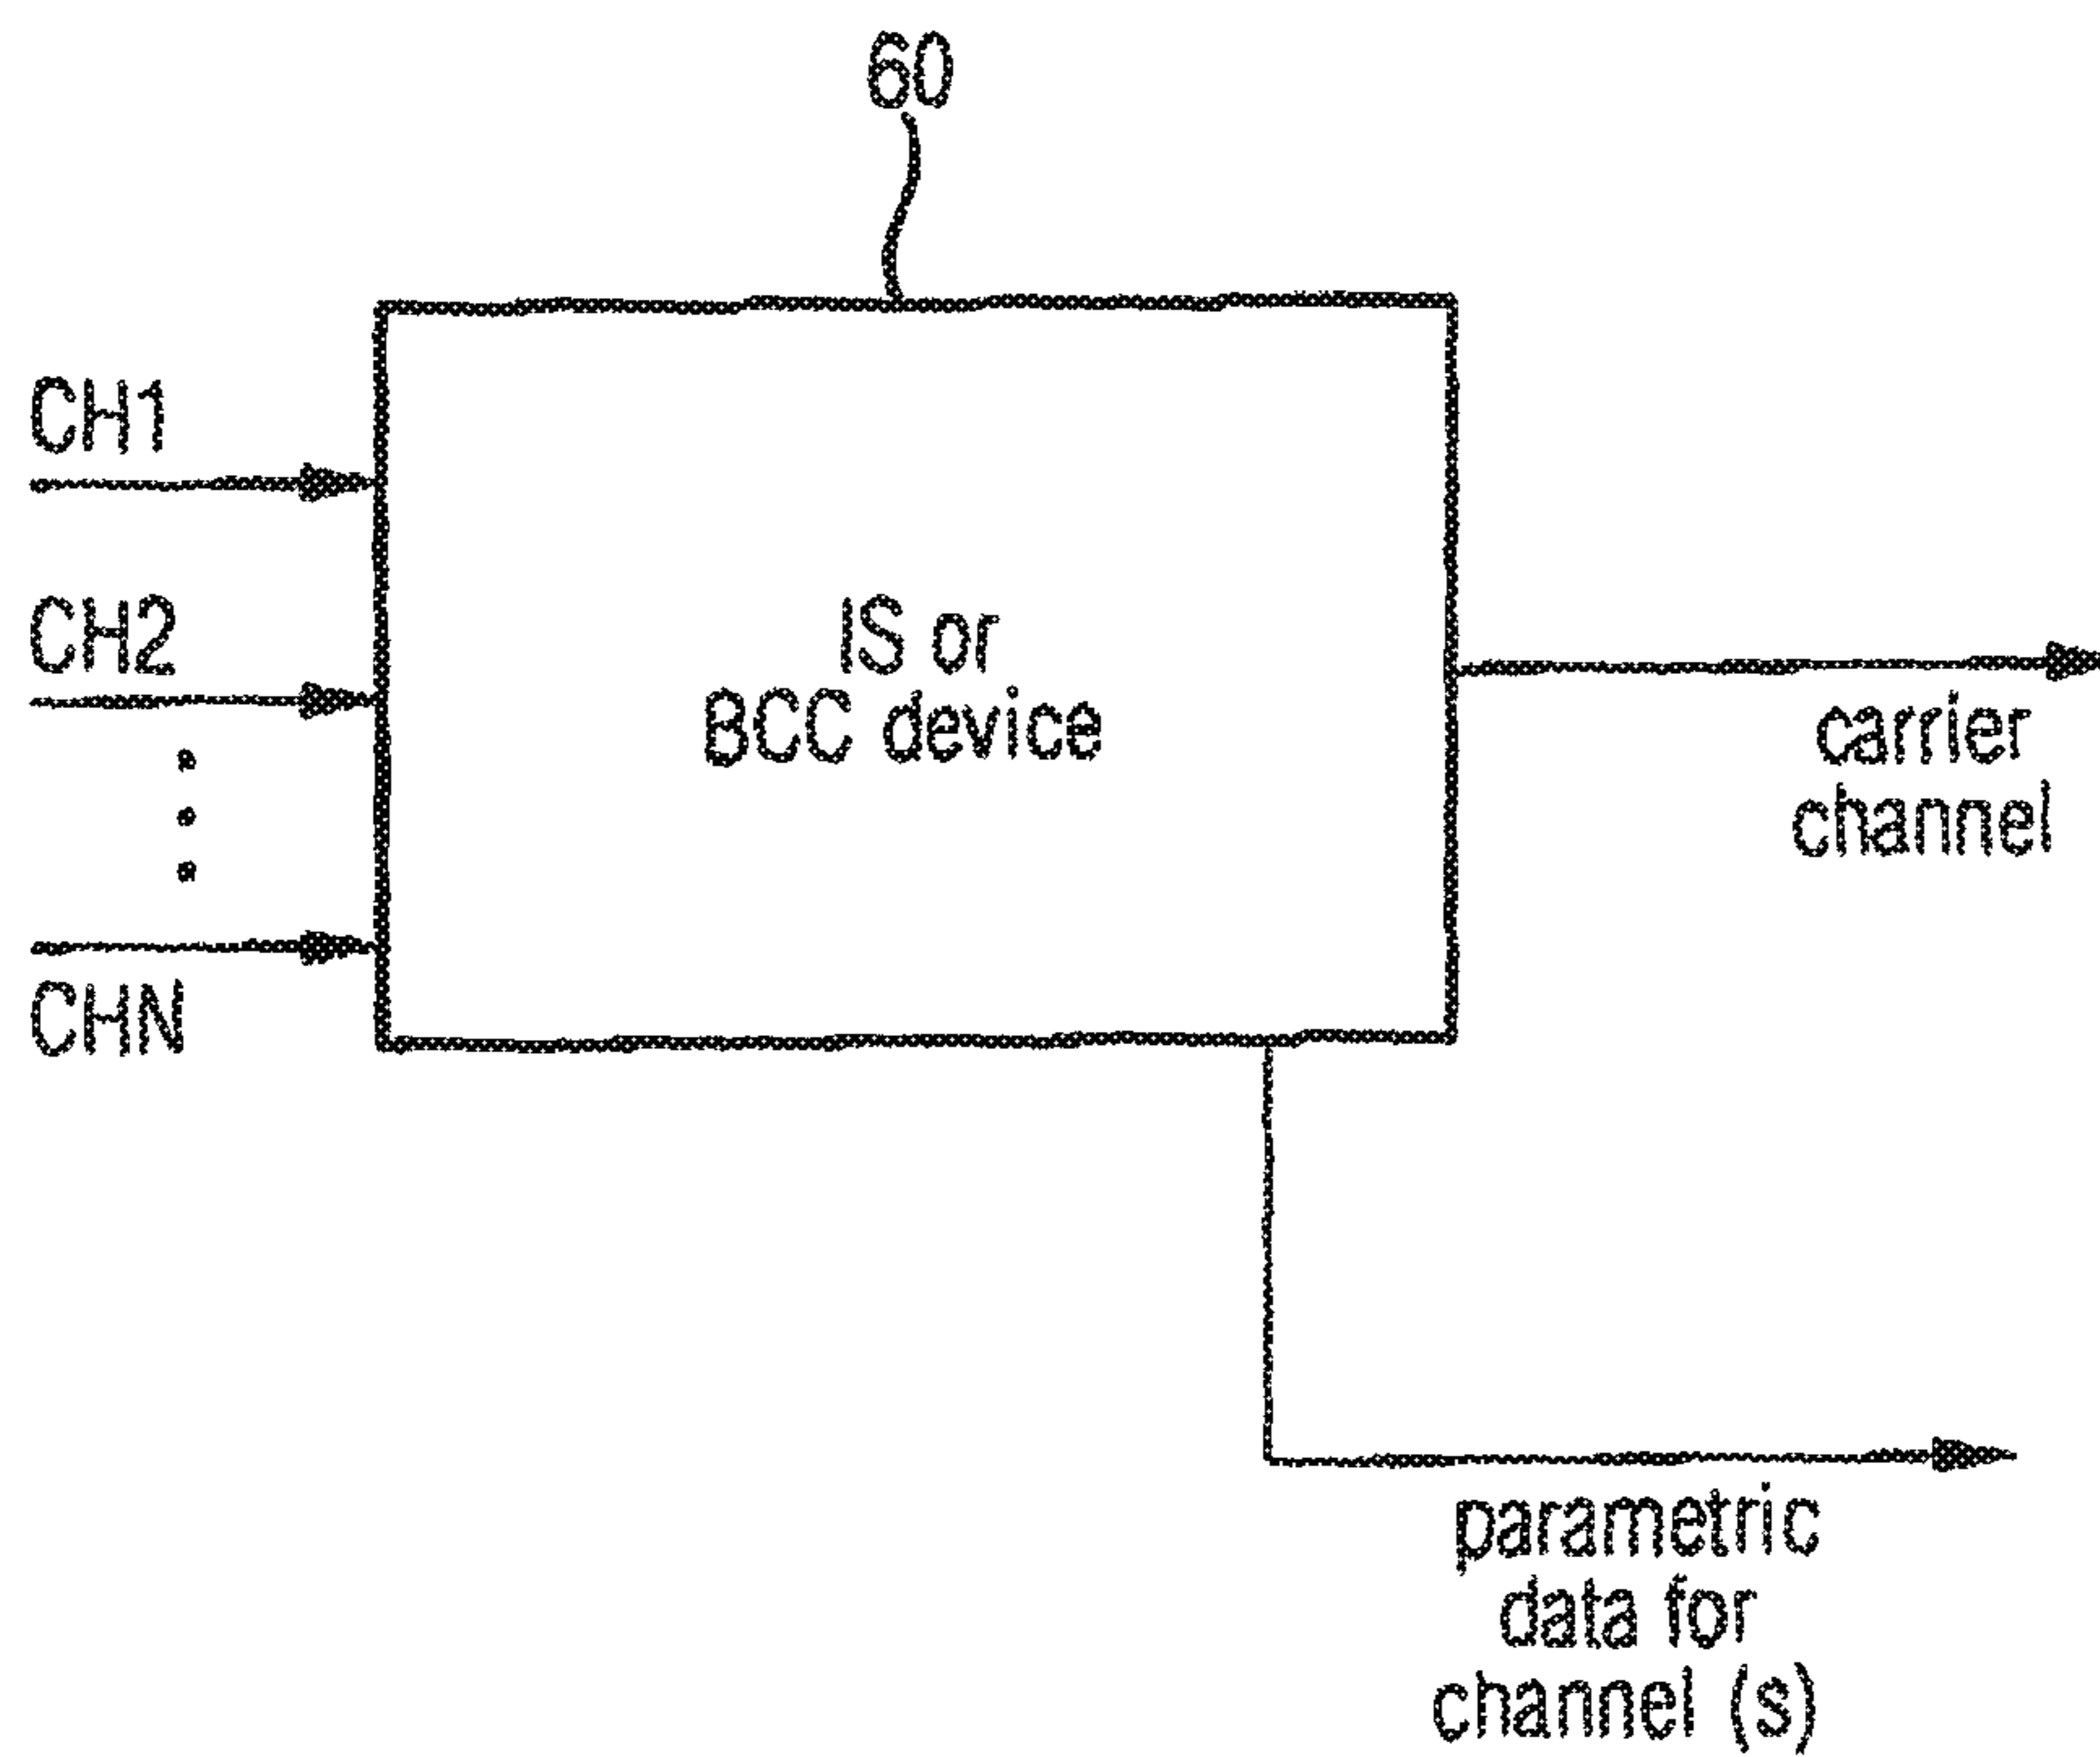 60
CH1
CH2
CHN
IS or
BCC device
carrier
channel
parametric
data for
channel (s)